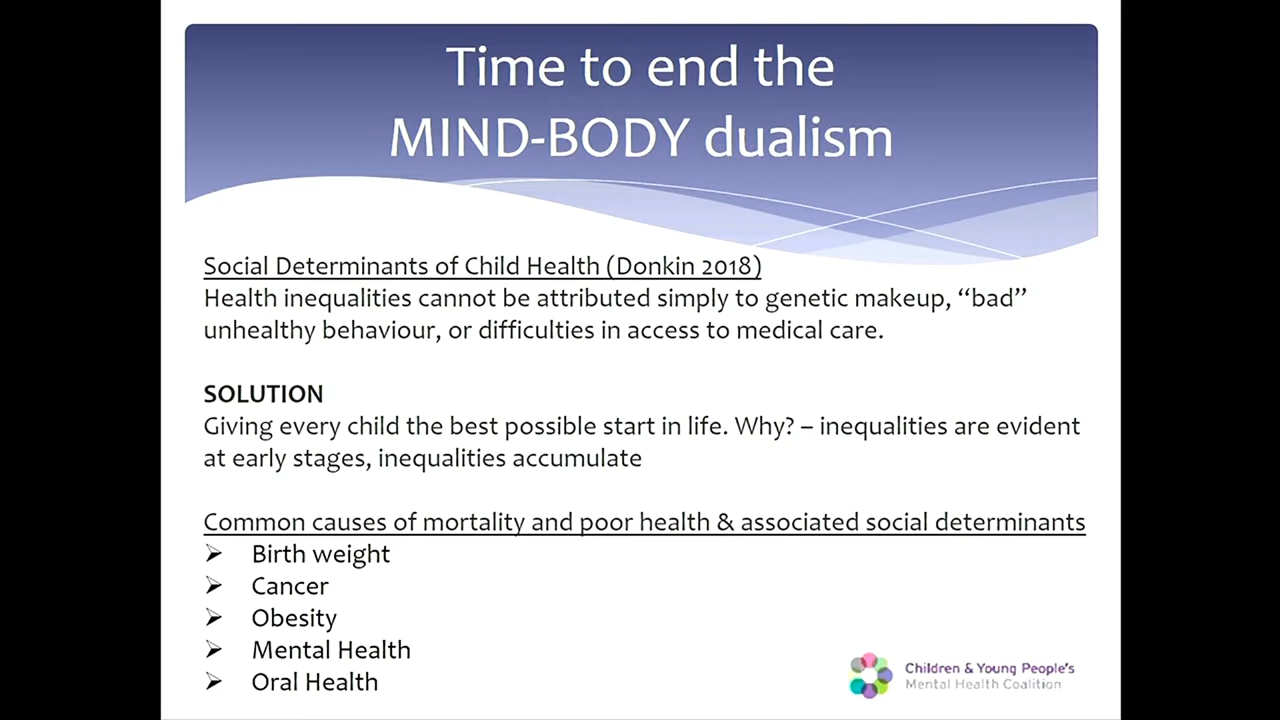 Time to end the
MIND-BODY dualism
Social Determinants of Child Health (Donkin 2018)
Health inequalities cannot be attributed simply to genetic makeup, “bad”
unhealthy behaviour, or difficulties in access to medical care.
SOLUTION
Giving every child the best possible start in life. Why? – inequalities are evident
at early stages, inequalities accumulate
Common causes of mortality and poor health & associated social determinants
➢ Birth weight
➢ Cancer
➢ Obesity
➢ Mental Health
➢ Oral Health
Children & Young People's
Mental Health Coalition